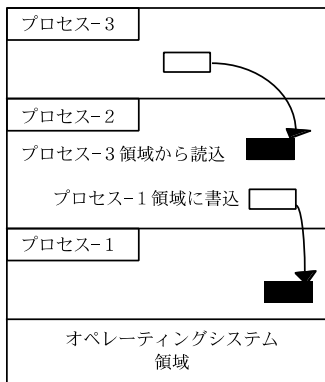 プロセス-3
プロセス-2
プロセス-3領域から読込
プロセス-1領域に書込
プロセス-1
オペレーティングシステム
領域